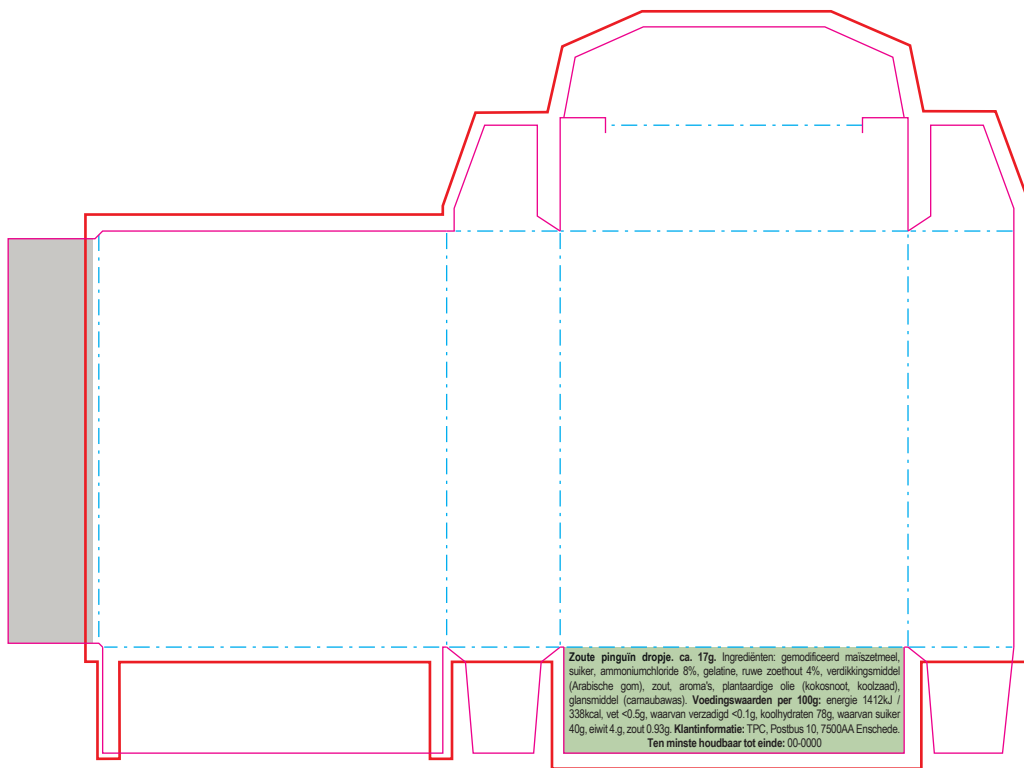 Zoute pinguïn dropje. ca. 17g. Ingrediënten: gemodificeerd maïszetmeel,
suiker, ammoniumchloride 8%, gelatine, ruwe zoethout 4%, verdikkingsmiddel
(Arabische gom), zout, aroma's, plantaardige olie (kokosnoot, koolzaad),
glansmiddel (carnaubawas). Voedingswaarden per 100g: energie 1412kJ /
338kcal, vet <0.5g, waarvan verzadigd <0.1g, koolhydraten 78g, waarvan suiker
40g, eiwit 4.g, zout 0.93g. Klantinformatie: TPC, Postbus 10, 7500AA Enschede.
Ten minste houdbaar tot einde: 00-0000